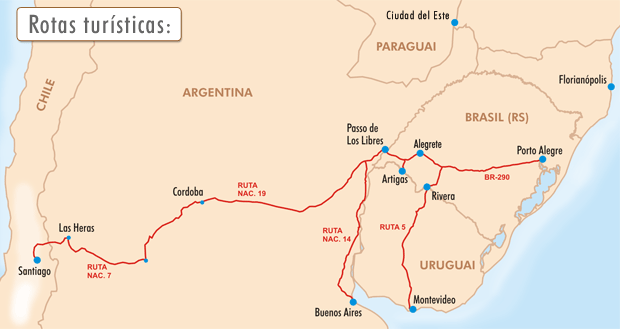 Rotas turísticas:
Ciudad del Este
PARAGUAI
Florianópolis
CHILE
ARGENTINA
BRASIL (RS)
Passo de
Los Libres
Alegrete
Porto Alegre
Artigas
BR-290
Rivera
Cordoba
RUTA
NAC. 19
Las Heras
RUTA
NAC. 14
RUTA 5
Santiago
RUTA
NAC. 7
URUGUAI
Buenos Aires
Montevideo